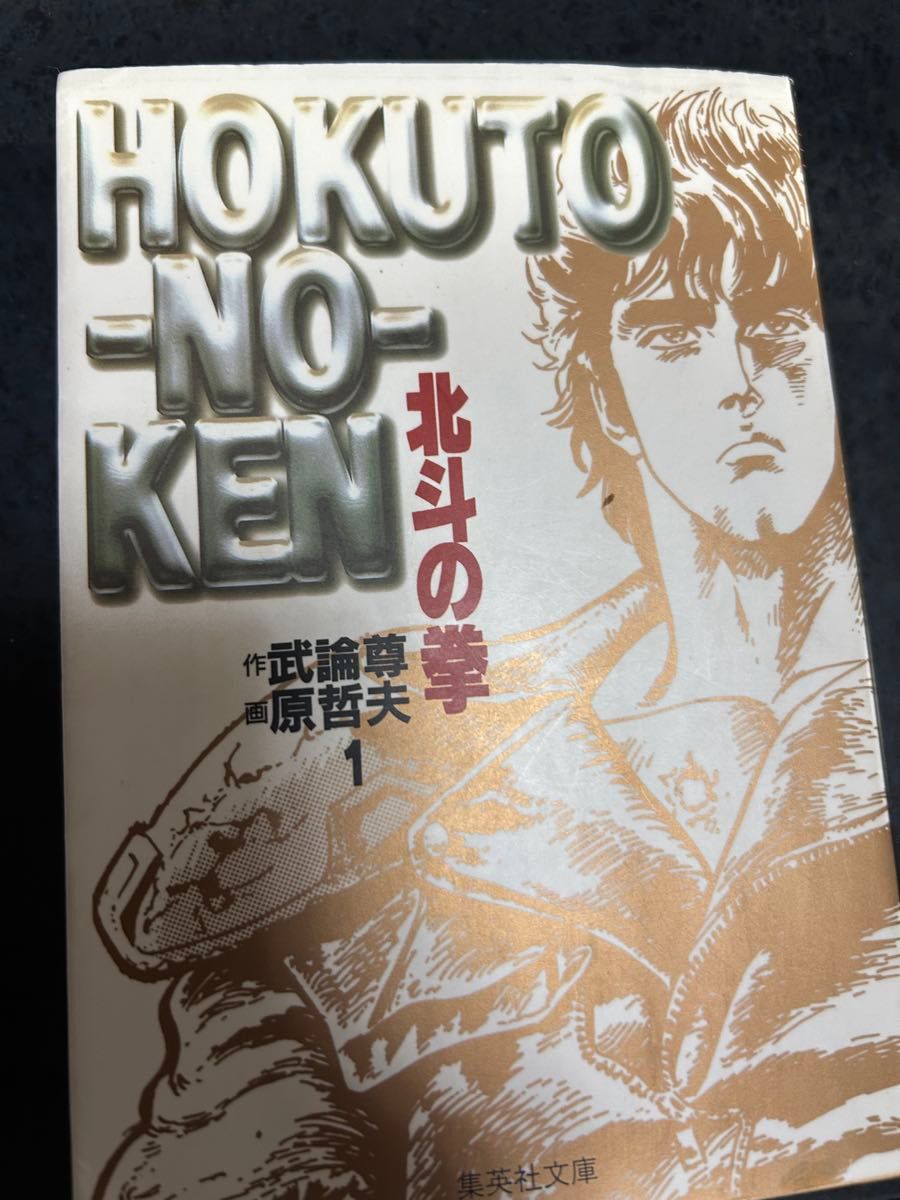 HOKUTO
-NO-
KEN
北斗の拳
作 武論尊
画 原哲夫
1
集英社文庫